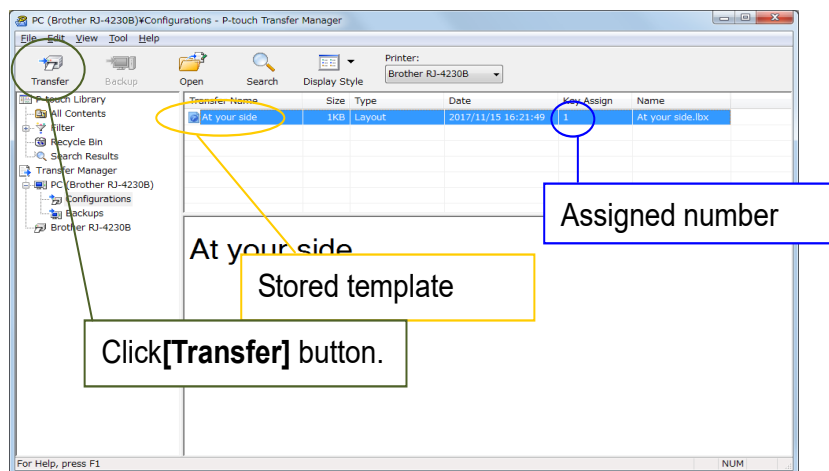 PC (Brother RJ-4230B)¥Configurations - P-touch Transfer Manager
File Edit View Tool Help
Transfer Backup Open Search Display Style
Printer:
Brother RJ-4230B
P-touch Library
All Contents
Filter
Recycle Bin
Search Results
Transfer Manager
PC (Brother RJ-4230B)
Configurations
Backups
Brother RJ-4230B
Transfer Name Size Type Date Key Assign Name
At your side 1KB Layout 2017/11/15 16:21:49 1 At your side.lbx
Assigned number
At your side
Stored template
Click[Transfer] button.
For Help, press F1
NUM